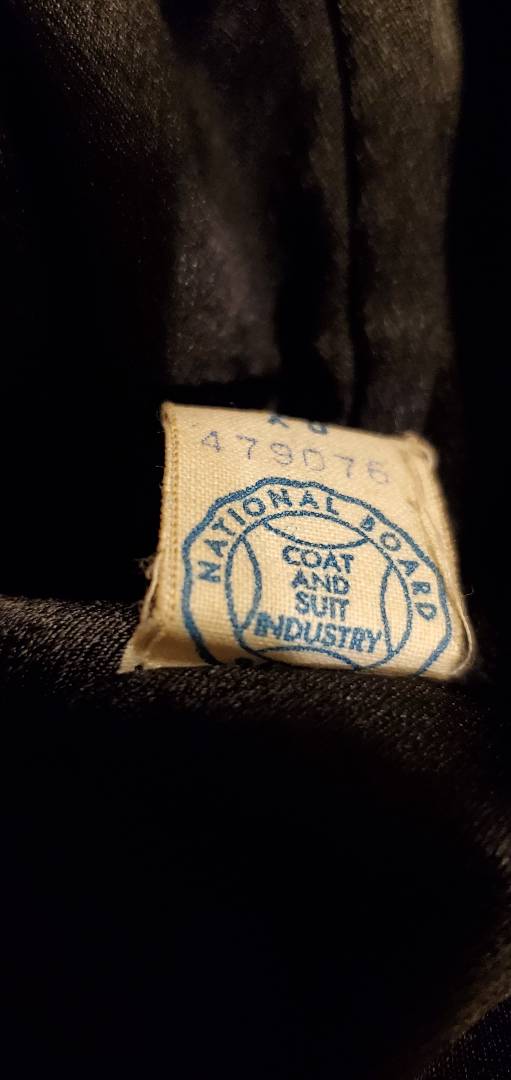 479076
NATIONAL BOARD
COAT
AND
SUIT
INDUSTRY